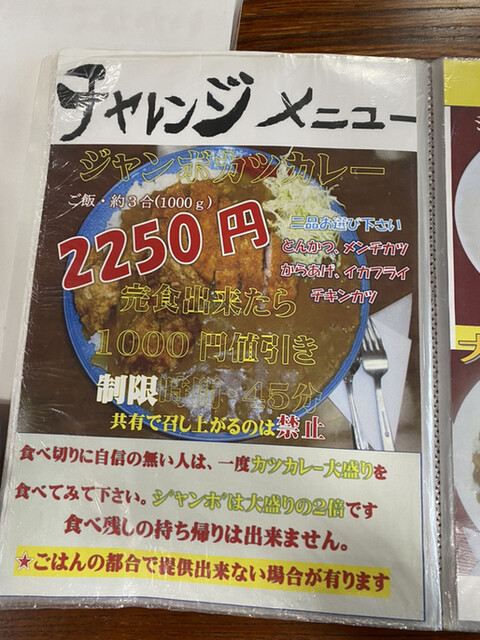 チャレンジ メニュー
ジャンボカツカレー
ご飯・約3合(1000g)
2250円
二品お選び下さい
とんかつ、メンチカツ
からあげ、イカフライ
チキンカツ
完食出来たら
1000円値引き
制限時間・45分
共有で召し上がるのは禁止
食べ切りに自信の無い人は、一度カツカレー大盛りを
食べてみて下さい。ジャンボは大盛りの2倍です
食べ残しの持ち帰りは出来ません。
★ごはんの都合で提供出来ない場合が有ります